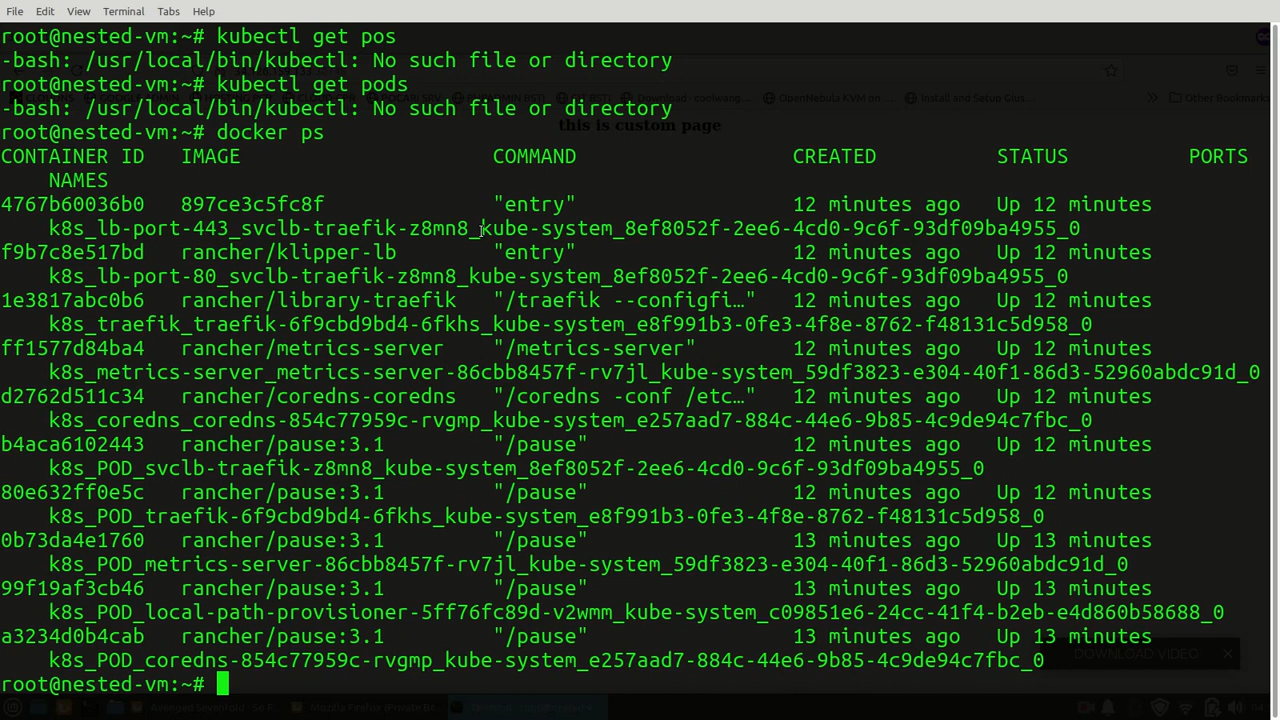 File Edit View Terminal Tabs Help
root@nested-vm:~# kubectl get pos
-bash: /usr/local/bin/kubectl: No such file or directory
root@nested-vm:~# kubectl get pods
-bash: /usr/local/bin/kubectl: No such file or directory
root@nested-vm:~# docker ps
this is custom page
CONTAINER ID IMAGE COMMAND CREATED STATUS PORTS
NAMES
4767b60036b0 897ce3c5fc8f "entry" 12 minutes ago Up 12 minutes
k8s_lb-port-443_svclb-traefik-z8mn8_kube-system_8ef8052f-2ee6-4cd0-9c6f-93df09ba4955_0
f9b7c8e517bd rancher/klipper-lb "entry" 12 minutes ago Up 12 minutes
k8s_lb-port-80_svclb-traefik-z8mn8_kube-system_8ef8052f-2ee6-4cd0-9c6f-93df09ba4955_0
1e3817abc0b6 rancher/library-traefik "/traefik --configfi…" 12 minutes ago Up 12 minutes
k8s_traefik_traefik-6f9cbd9bd4-6fkhs_kube-system_e8f991b3-0fe3-4f8e-8762-f48131c5d958_0
ff1577d84ba4 rancher/metrics-server "/metrics-server" 12 minutes ago Up 12 minutes
k8s_metrics-server_metrics-server-86cbb8457f-rv7jl_kube-system_59df3823-e304-40f1-86d3-52960abdc91d_0
d2762d511c34 rancher/coredns-coredns "/coredns -conf /etc…" 12 minutes ago Up 12 minutes
k8s_coredns_coredns-854c77959c-rvgmp_kube-system_e257aad7-884c-44e6-9b85-4c9de94c7fbc_0
b4aca6102443 rancher/pause:3.1 "/pause" 12 minutes ago Up 12 minutes
k8s_POD_svclb-traefik-z8mn8_kube-system_8ef8052f-2ee6-4cd0-9c6f-93df09ba4955_0
80e632ff0e5c rancher/pause:3.1 "/pause" 12 minutes ago Up 12 minutes
k8s_POD_traefik-6f9cbd9bd4-6fkhs_kube-system_e8f991b3-0fe3-4f8e-8762-f48131c5d958_0
0b73da4e1760 rancher/pause:3.1 "/pause" 13 minutes ago Up 13 minutes
k8s_POD_metrics-server-86cbb8457f-rv7jl_kube-system_59df3823-e304-40f1-86d3-52960abdc91d_0
99f19af3cb46 rancher/pause:3.1 "/pause" 13 minutes ago Up 13 minutes
k8s_POD_local-path-provisioner-5ff76fc89d-v2wmm_kube-system_c09851e6-24cc-41f4-b2eb-e4d860b58688_0
a3234d0b4cab rancher/pause:3.1 "/pause" 13 minutes ago Up 13 minutes
k8s_POD_coredns-854c77959c-rvgmp_kube-system_e257aad7-884c-44e6-9b85-4c9de94c7fbc_0
DOWNLOAD VIDEO
root@nested-vm:~#